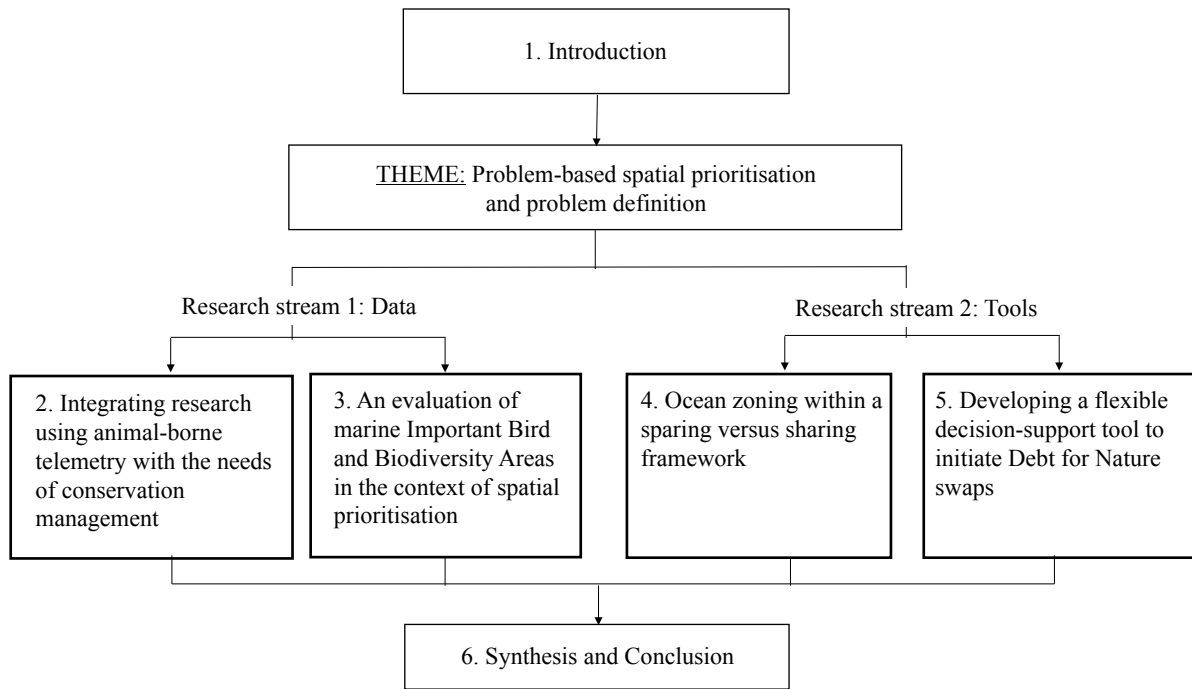 1. Introduction
THEME: Problem-based spatial prioritisation
and problem definition
Research stream 1: Data
Research stream 2: Tools
2. Integrating research
using animal-borne
telemetry with the needs
of conservation
management
3. An evaluation of
marine Important Bird
and Biodiversity Areas
in the context of spatial
prioritisation
4. Ocean zoning within a
sparing versus sharing
framework
5. Developing a flexible
decision-support tool to
initiate Debt for Nature
swaps
6. Synthesis and Conclusion